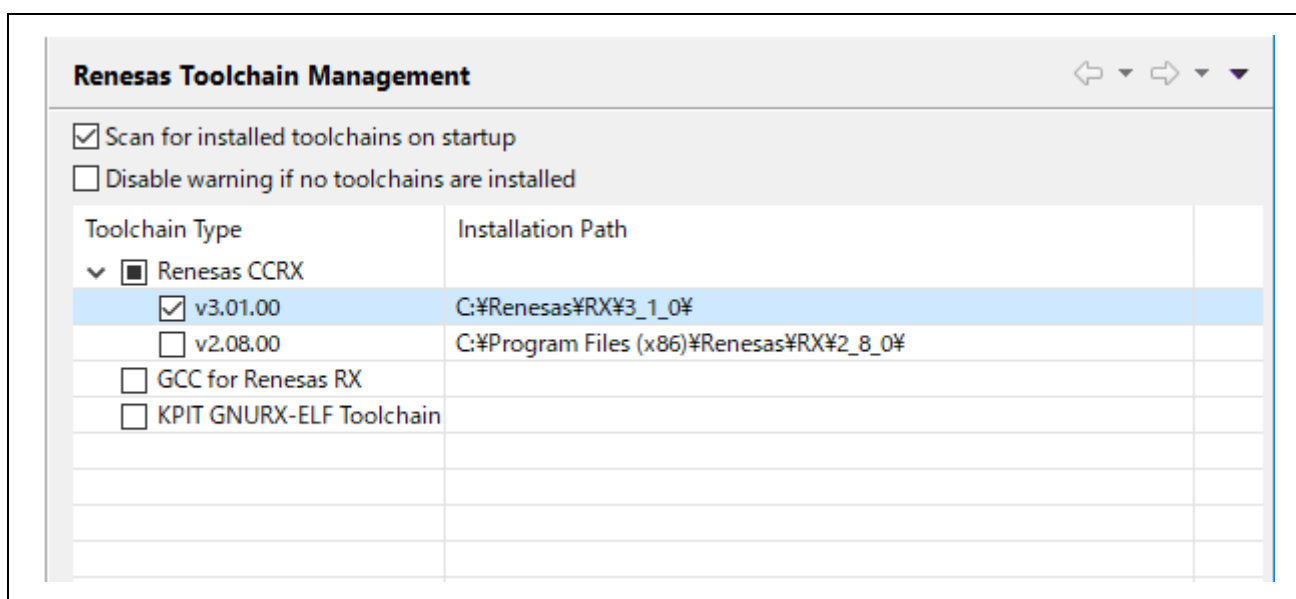 Renesas Toolchain Management
Scan for installed toolchains on startup
Disable warning if no toolchains are installed
Toolchain Type Installation Path
Renesas CCRX
v3.01.00 C:¥Renesas¥RX¥3_1_0¥
v2.08.00 C:¥Program Files (x86)¥Renesas¥RX¥2_8_0¥
GCC for Renesas RX
KPIT GNURX-ELF Toolchain